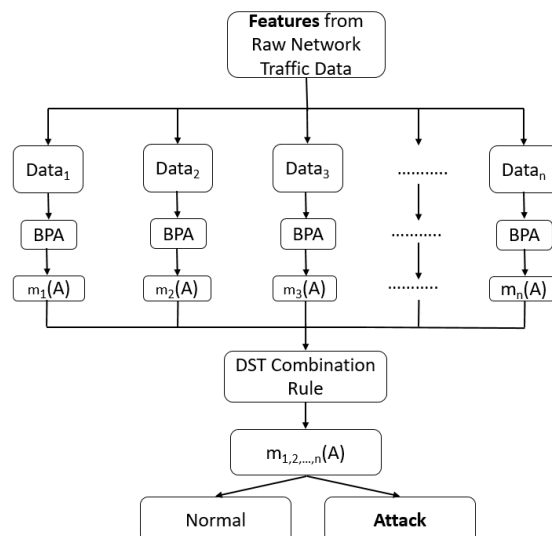 Features from
Raw Network
Traffic Data
Data₁
Data₂
Data₃
...........
Dataₙ
BPA
BPA
BPA
...........
BPA
m₁(A)
m₂(A)
m₃(A)
...........
mₙ(A)
DST Combination
Rule
m₁,₂,...,ₙ(A)
Normal
Attack